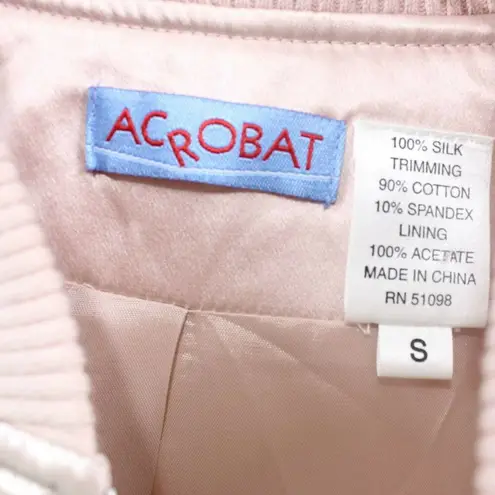 ACROBAT
100% SILK
TRIMMING
90% COTTON
10% SPANDEX
LINING
100% ACETATE
MADE IN CHINA
RN 51098
S